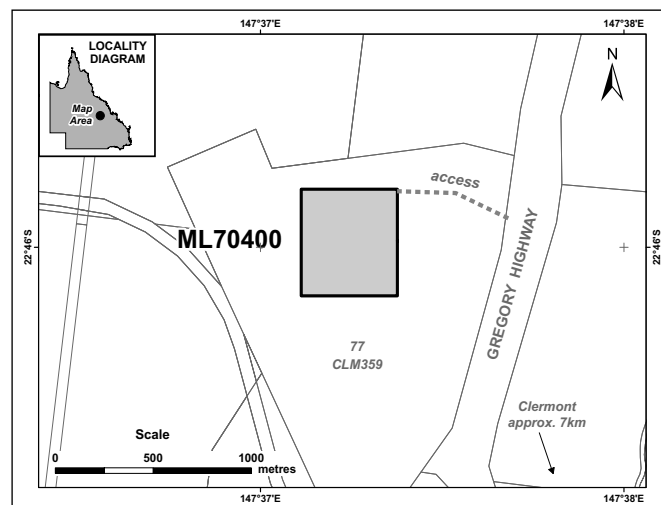 147°37'E
147°38'E
LOCALITY
DIAGRAM
Map
Area
N
access
ML70400
22°46'S
22°46'S
GREGORY HIGHWAY
77
CLM359
Clermont
approx. 7km
Scale
0 500 1000
metres
147°37'E
147°38'E